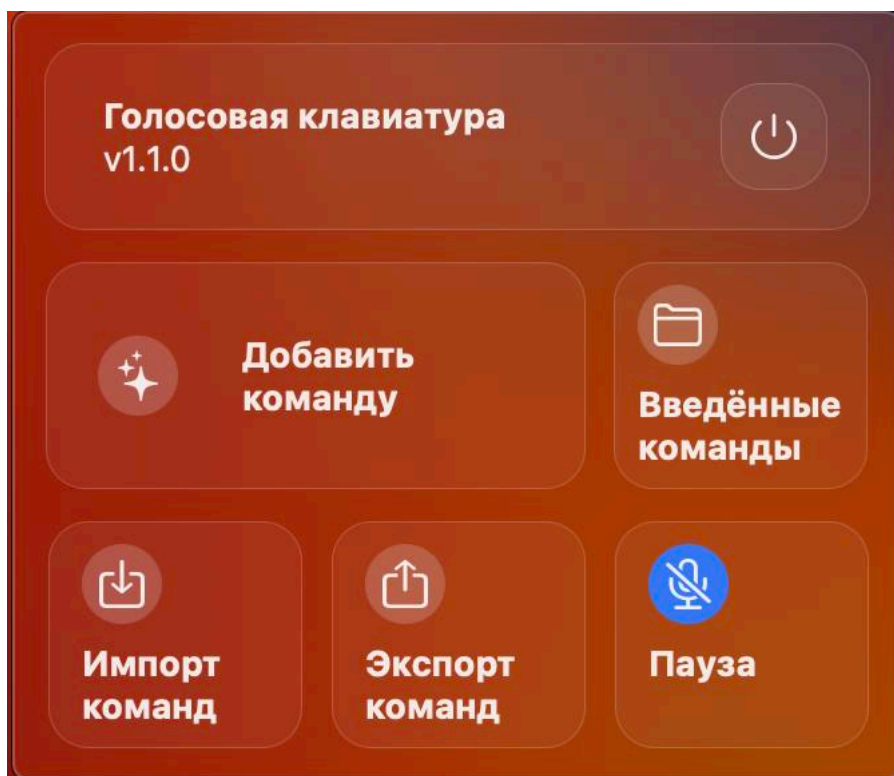 Голосовая клавиатура
v1.1.0
Добавить
команду
Введённые
команды
Импорт
команд
Экспорт
команд
Пауза